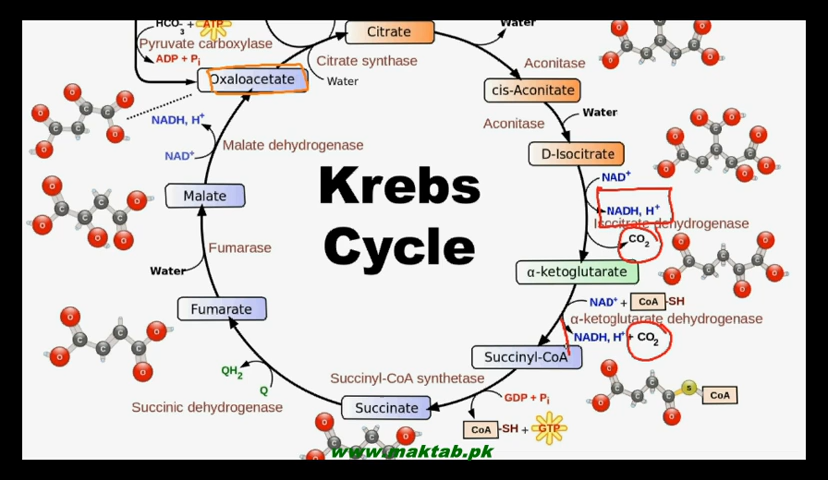 HCO3- + ATP
Pyruvate carboxylase
ADP + Pi
Oxaloacetate
Citrate
Citrate synthase
Water
Water
Aconitase
cis-Aconitate
Aconitase
Water
D-Isocitrate
NAD+
NADH, H+
Isocitrate dehydrogenase
CO2
α-ketoglutarate
NAD+ + CoA-SH
α-ketoglutarate dehydrogenase
NADH, H+ + CO2
Succinyl-CoA
Succinyl-CoA synthetase
GDP + Pi
CoA-SH + GTP
Succinate
Succinic dehydrogenase
Q
QH2
Fumarate
Water
Fumarase
Malate
Malate dehydrogenase
NAD+
NADH, H+
Krebs
Cycle
S
CoA
www.maktab.pk